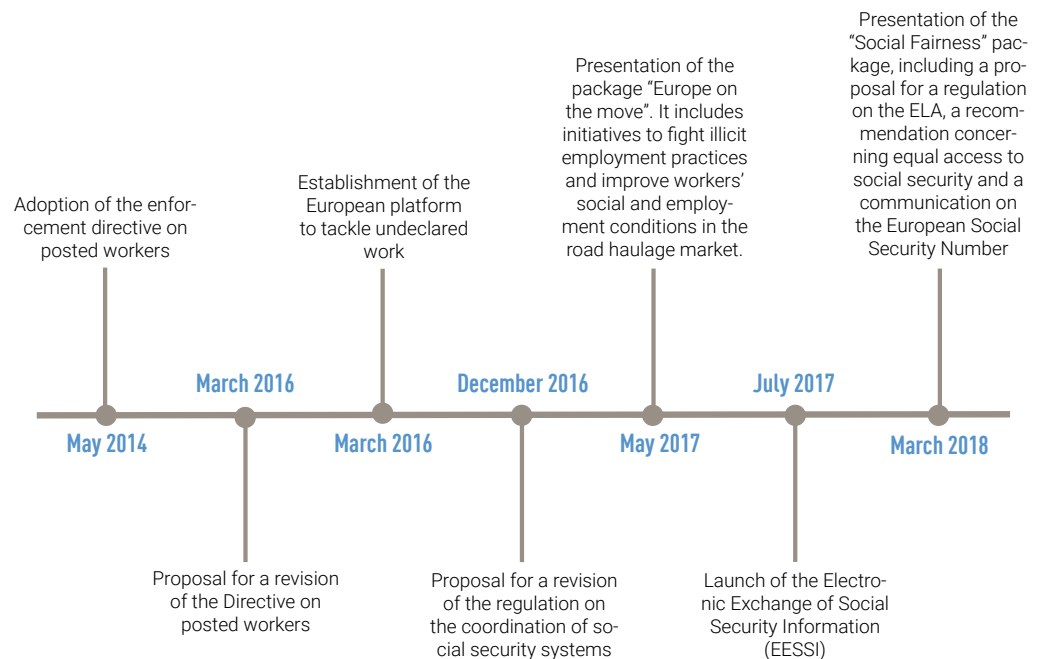 Adoption of the enfor-
cement directive on
posted workers
May 2014
March 2016
Proposal for a revision
of the Directive on
posted workers
Establishment of the
European platform
to tackle undeclared
work
March 2016
December 2016
Proposal for a revision
of the regulation on
the coordination of so-
cial security systems
Presentation of the
package “Europe on
the move”. It includes
initiatives to fight illicit
employment practices
and improve workers’
social and employ-
ment conditions in the
road haulage market.
May 2017
July 2017
Launch of the Electro-
nic Exchange of Social
Security Information
(EESSI)
Presentation of the
“Social Fairness” pac-
kage, including a pro-
posal for a regulation
on the ELA, a recom-
mendation concer-
ning equal access to
social security and a
communication on
the European Social
Security Number
March 2018